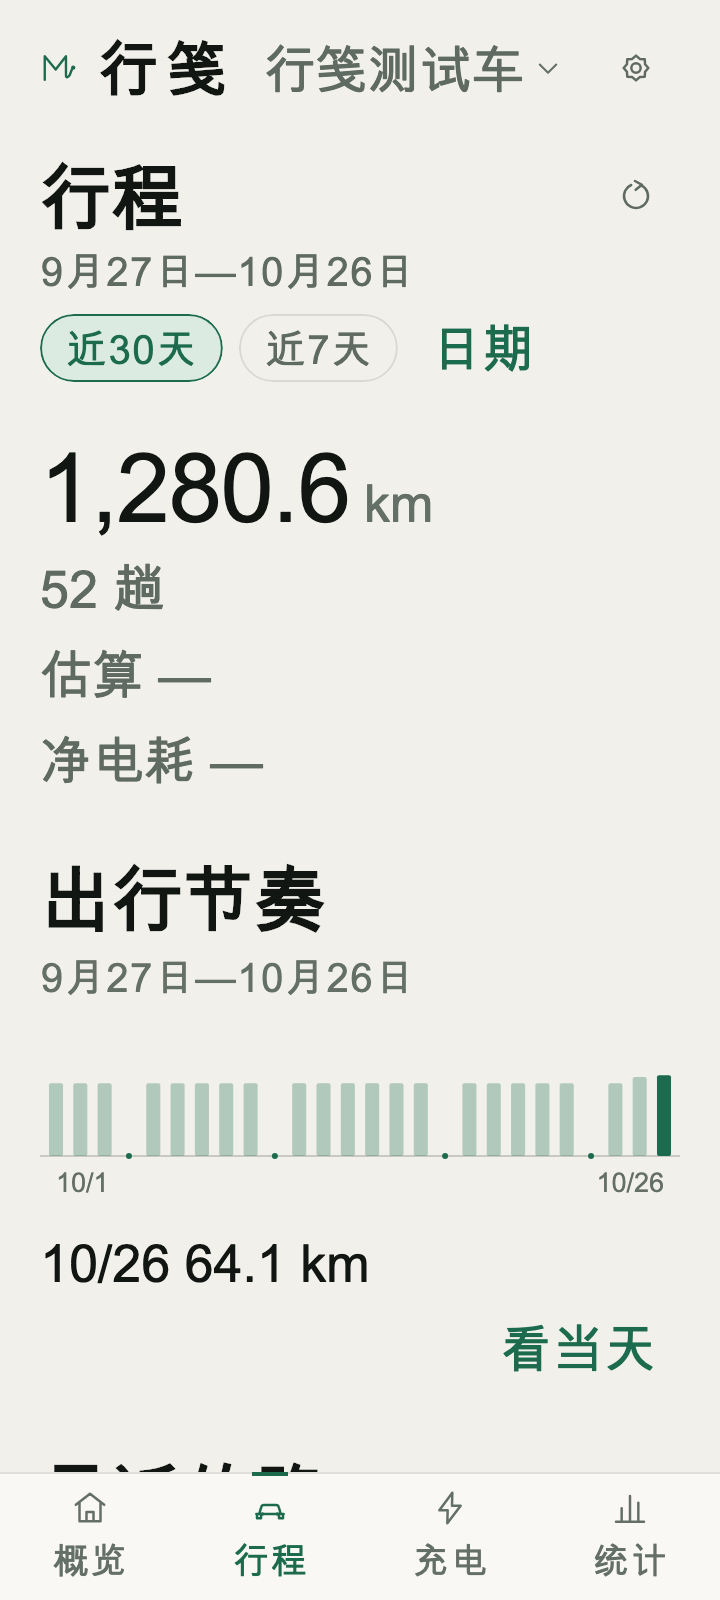 行笺 行笺测试车
行程
9月27日—10月26日
近30天 近7天 日期
1,280.6 km
52 趟
估算 —
净电耗 —
出行节奏
9月27日—10月26日
10/1 10/26
10/26 64.1 km
看当天
概览 行程 充电 统计